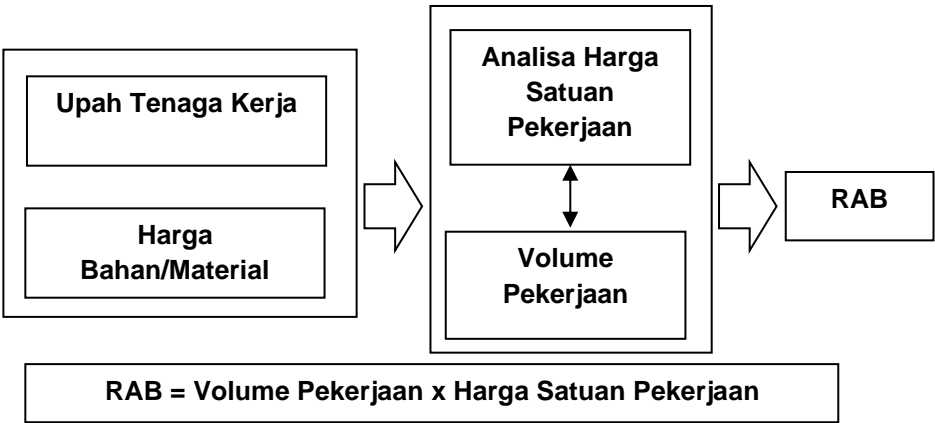 Upah Tenaga Kerja
Harga
Bahan/Material
Analisa Harga
Satuan
Pekerjaan
Volume
Pekerjaan
RAB
RAB = Volume Pekerjaan x Harga Satuan Pekerjaan